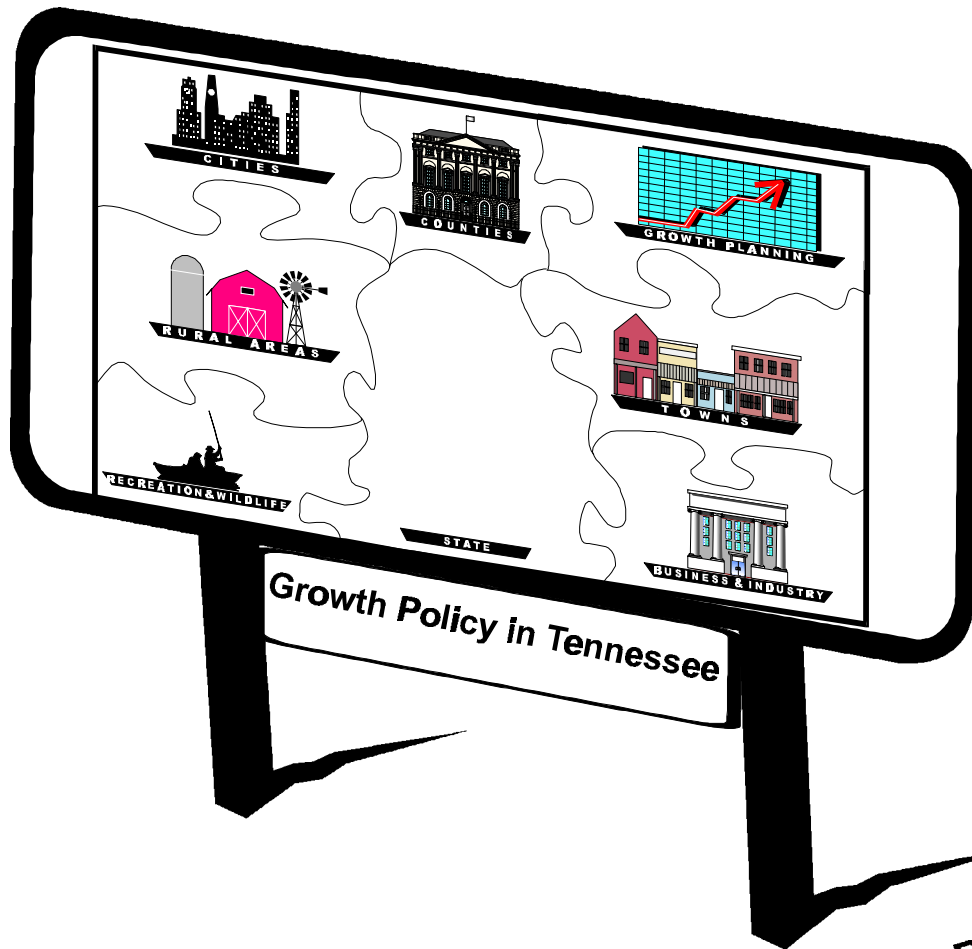 CITIES
COUNTIES
GROWTH PLANNING
RURAL AREAS
TOWNS
RECREATION & WILDLIFE
STATE
BUSINESS & INDUSTRY
Growth Policy in Tennessee